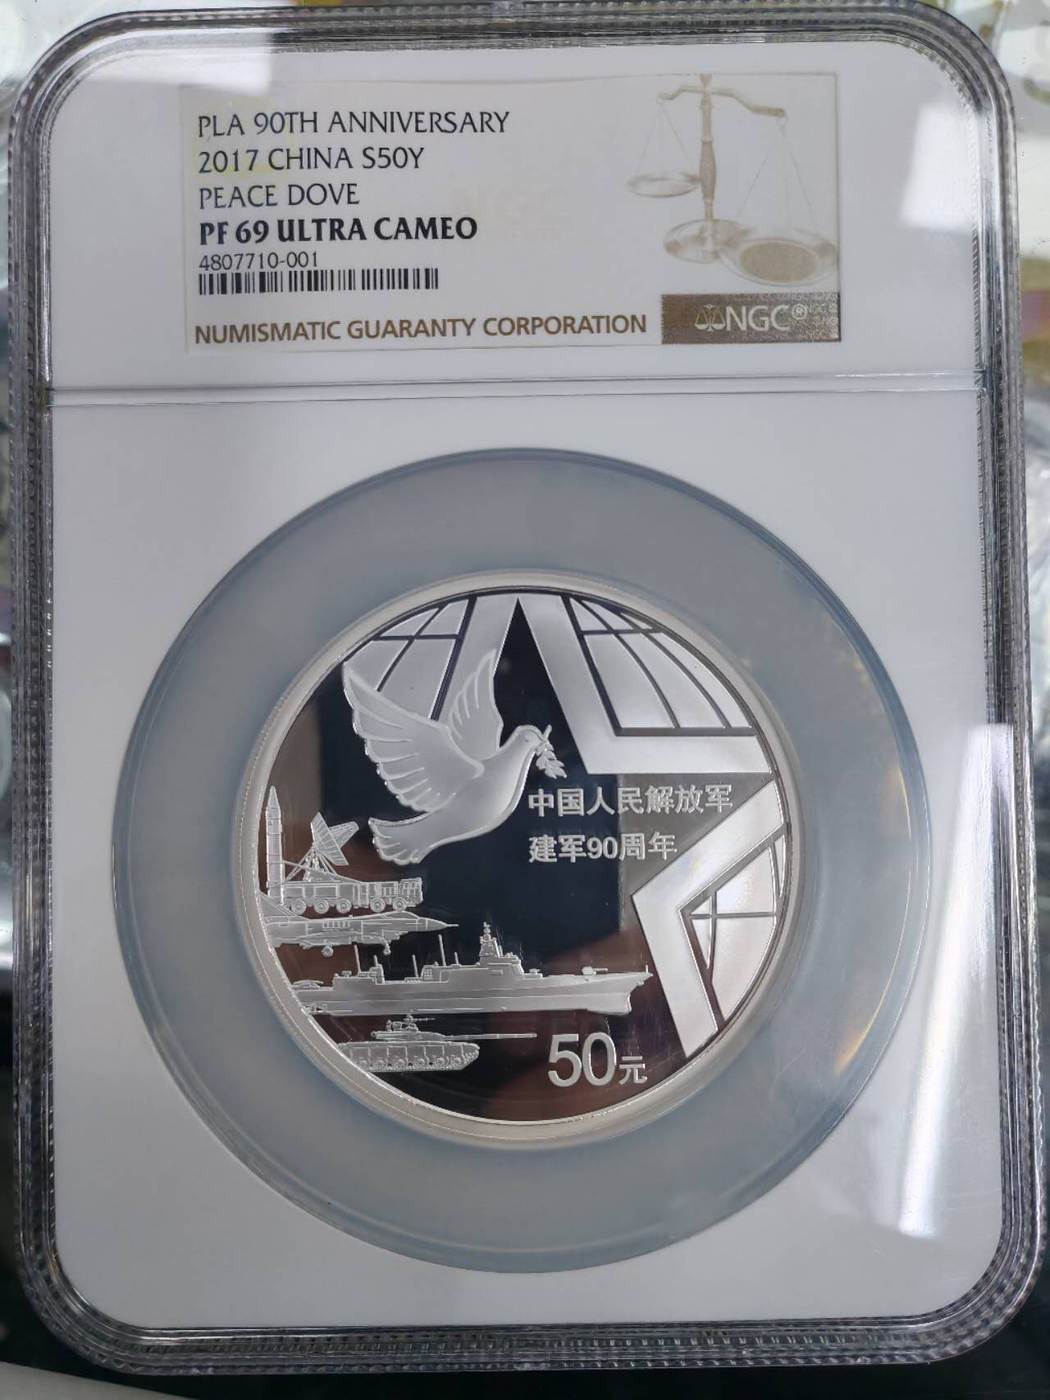 PLA 90TH ANNIVERSARY
2017 CHINA S50Y
PEACE DOVE
PF 69 ULTRA CAMEO
4807710-001
NUMISMATIC GUARANTY CORPORATION
NGC®
中国人民解放军
建军90周年
50元